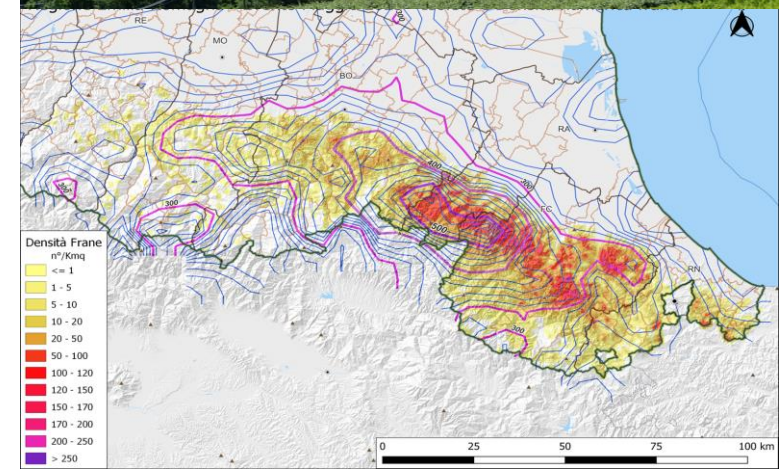 RE
MO
BO
RA
FC
RN
300
400
300
300
500
200
Densità Frane
n°/Kmq
<= 1
1 - 5
5 - 10
10 - 20
20 - 50
50 - 100
100 - 120
120 - 150
150 - 170
170 - 200
200 - 250
> 250
0 25 50 75 100 km